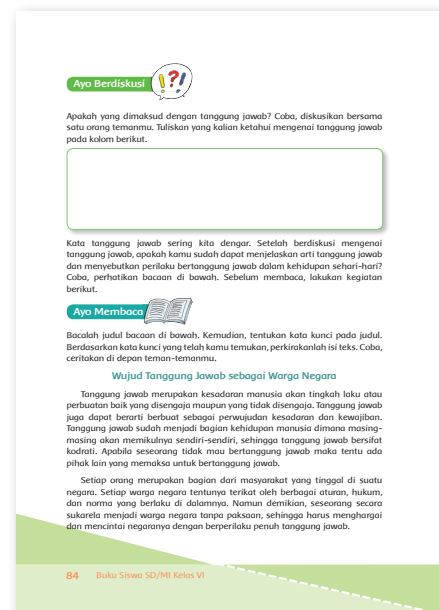 Ayo Berdiskusi
!?!
Apakah yang dimaksud dengan tanggung jawab? Coba, diskusikan bersama
satu orang temanmu. Tuliskan yang kalian ketahui mengenai tanggung jawab
pada kolom berikut.
Kata tanggung jawab sering kita dengar. Setelah berdiskusi mengenai
tanggung jawab, apakah kamu sudah dapat menjelaskan arti tanggung jawab
dan menyebutkan perilaku bertanggung jawab dalam kehidupan sehari-hari?
Coba, perhatikan bacaan di bawah. Sebelum membaca, lakukan kegiatan
berikut.
Ayo Membaca
Bacalah judul bacaan di bawah. Kemudian, tentukan kata kunci pada judul.
Berdasarkan kata kunci yang telah kamu temukan, perkirakanlah isi teks. Coba,
ceritakan di depan teman-temanmu.
Wujud Tanggung Jawab sebagai Warga Negara
Tanggung jawab merupakan kesadaran manusia akan tingkah laku atau
perbuatan baik yang disengaja maupun yang tidak disengaja. Tanggung jawab
juga dapat berarti berbuat sebagai perwujudan kesadaran dan kewajiban.
Tanggung jawab sudah menjadi bagian kehidupan manusia dimana masing-
masing akan memikulnya sendiri-sendiri, sehingga tanggung jawab bersifat
kodrati. Apabila seseorang tidak mau bertanggung jawab maka tentu ada
pihak lain yang memaksa untuk bertanggung jawab.
Setiap orang merupakan bagian dari masyarakat yang tinggal di suatu
negara. Setiap warga negara tentunya terikat oleh berbagai aturan, hukum,
dan norma yang berlaku di dalamnya. Namun demikian, seseorang secara
sukarela menjadi warga negara tanpa paksaan, sehingga harus menghargai
dan mencintai negaranya dengan berperilaku penuh tanggung jawab.
84 Buku Siswa SD/MI Kelas VI